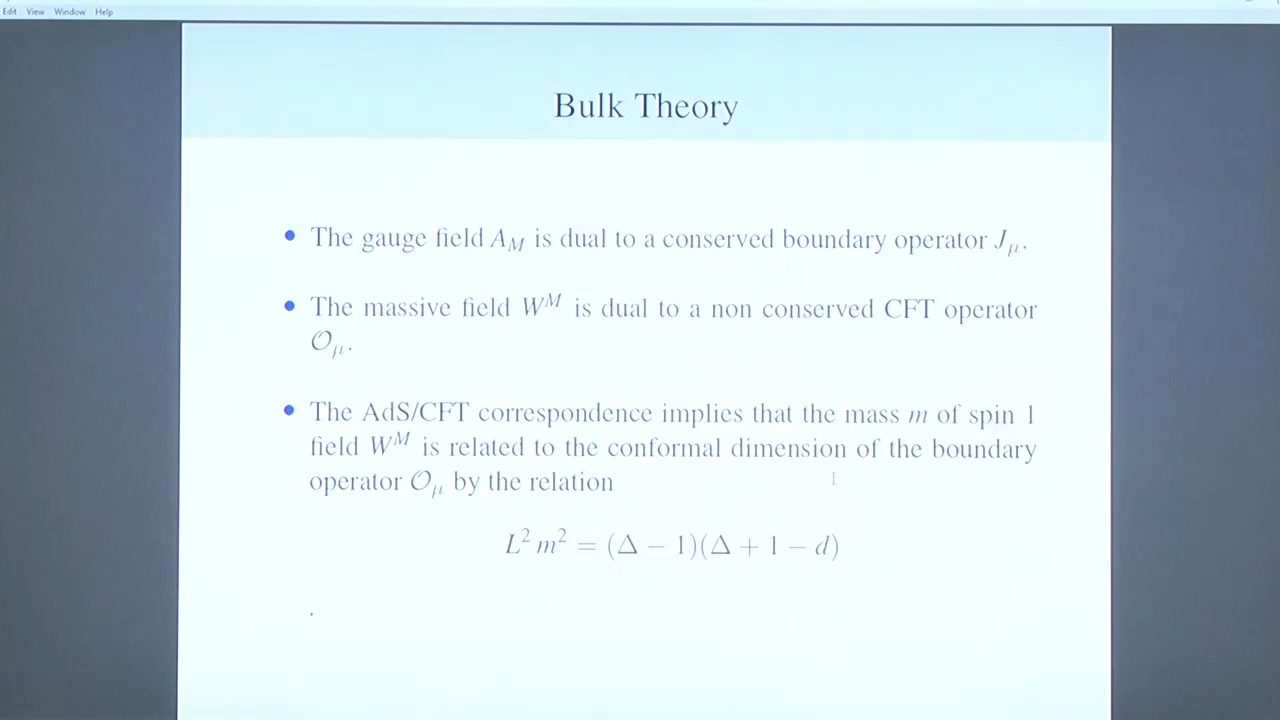 Edit View Window Help
Bulk Theory
• The gauge field A_M is dual to a conserved boundary operator J_μ.
• The massive field W^M is dual to a non conserved CFT operator
O_μ.
• The AdS/CFT correspondence implies that the mass m of spin 1
field W^M is related to the conformal dimension of the boundary
operator O_μ by the relation
L² m² = (Δ − 1)(Δ + 1 − d)
.